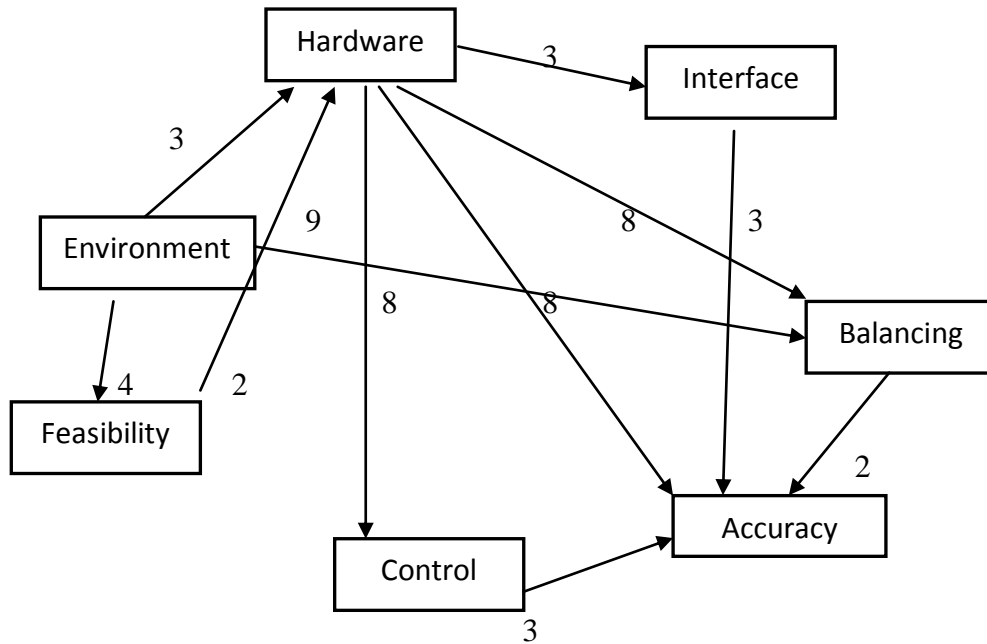 Hardware
3
Interface
3
9
8
3
Environment
8
8
Balancing
4
2
Feasibility
2
Accuracy
Control
3